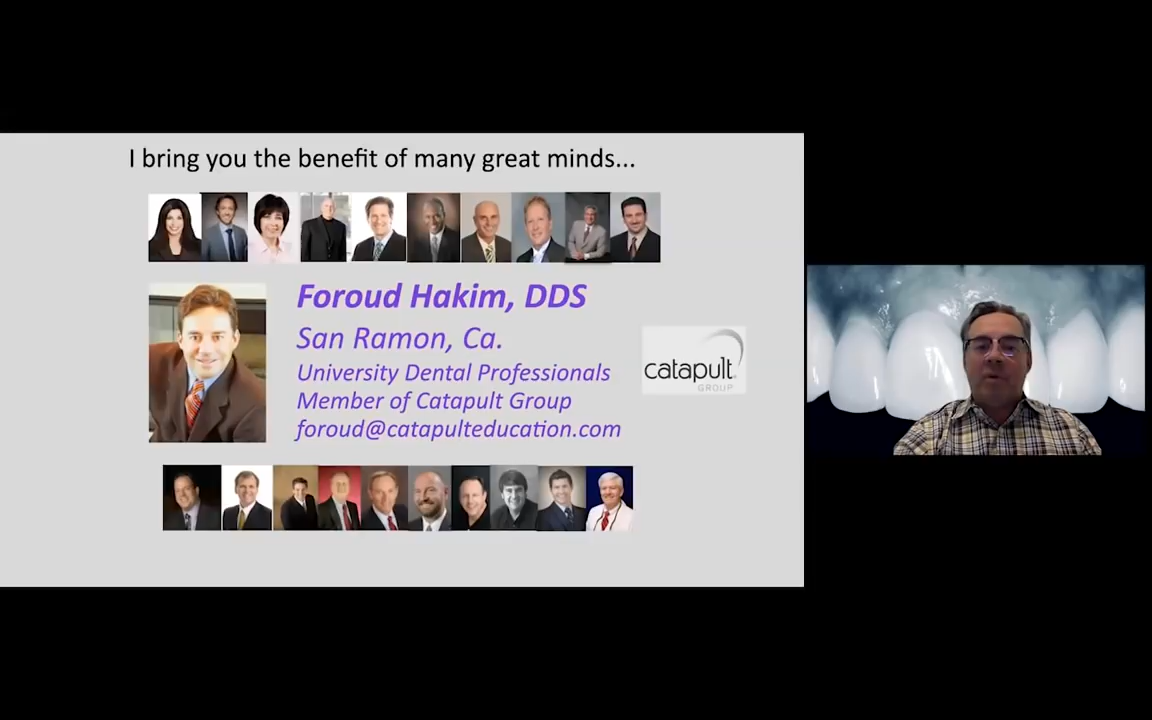 I bring you the benefit of many great minds...
Foroud Hakim, DDS
San Ramon, Ca.
University Dental Professionals
Member of Catapult Group
foroud@catapulteducation.com
catapult
GROUP